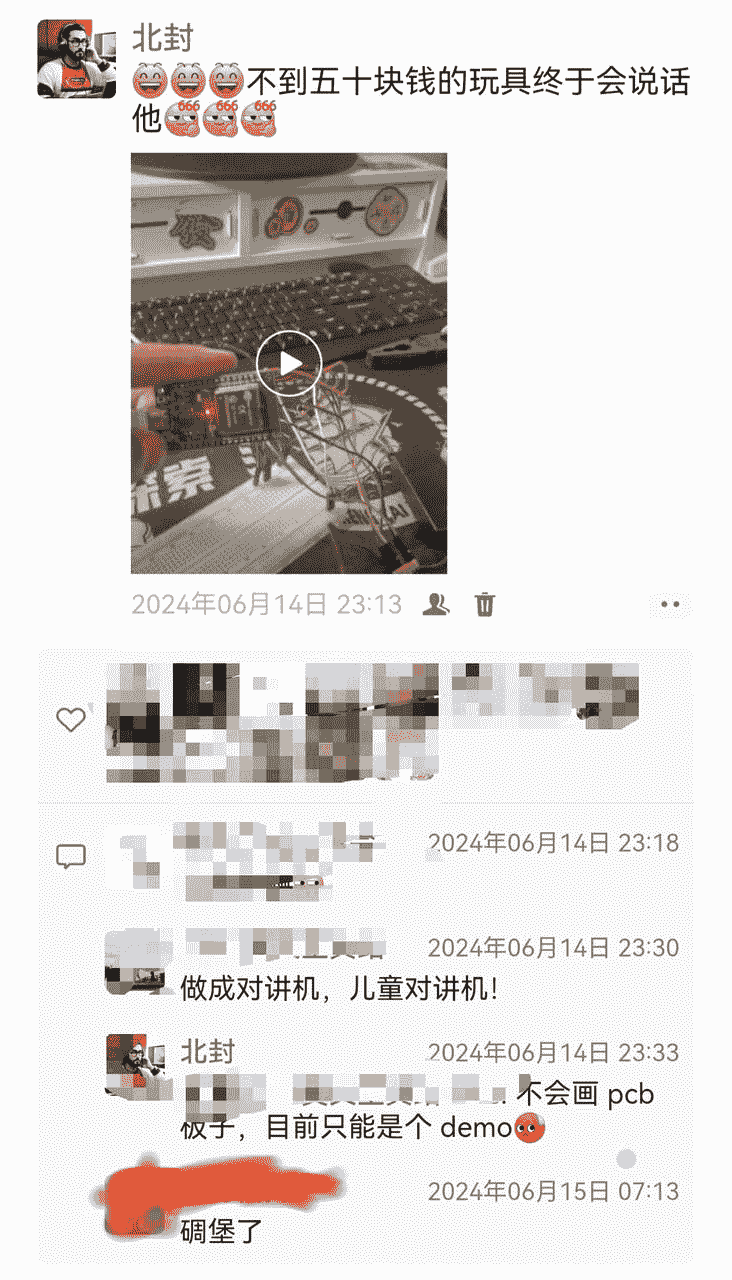 北封
不到五十块钱的玩具终于会说话
他
探索
2024年06月14日 23:13
2024年06月14日 23:18
2024年06月14日 23:30
做成对讲机，儿童对讲机！
北封
2024年06月14日 23:33
不会画 pcb
板子，目前只能是个 demo
2024年06月15日 07:13
碉堡了